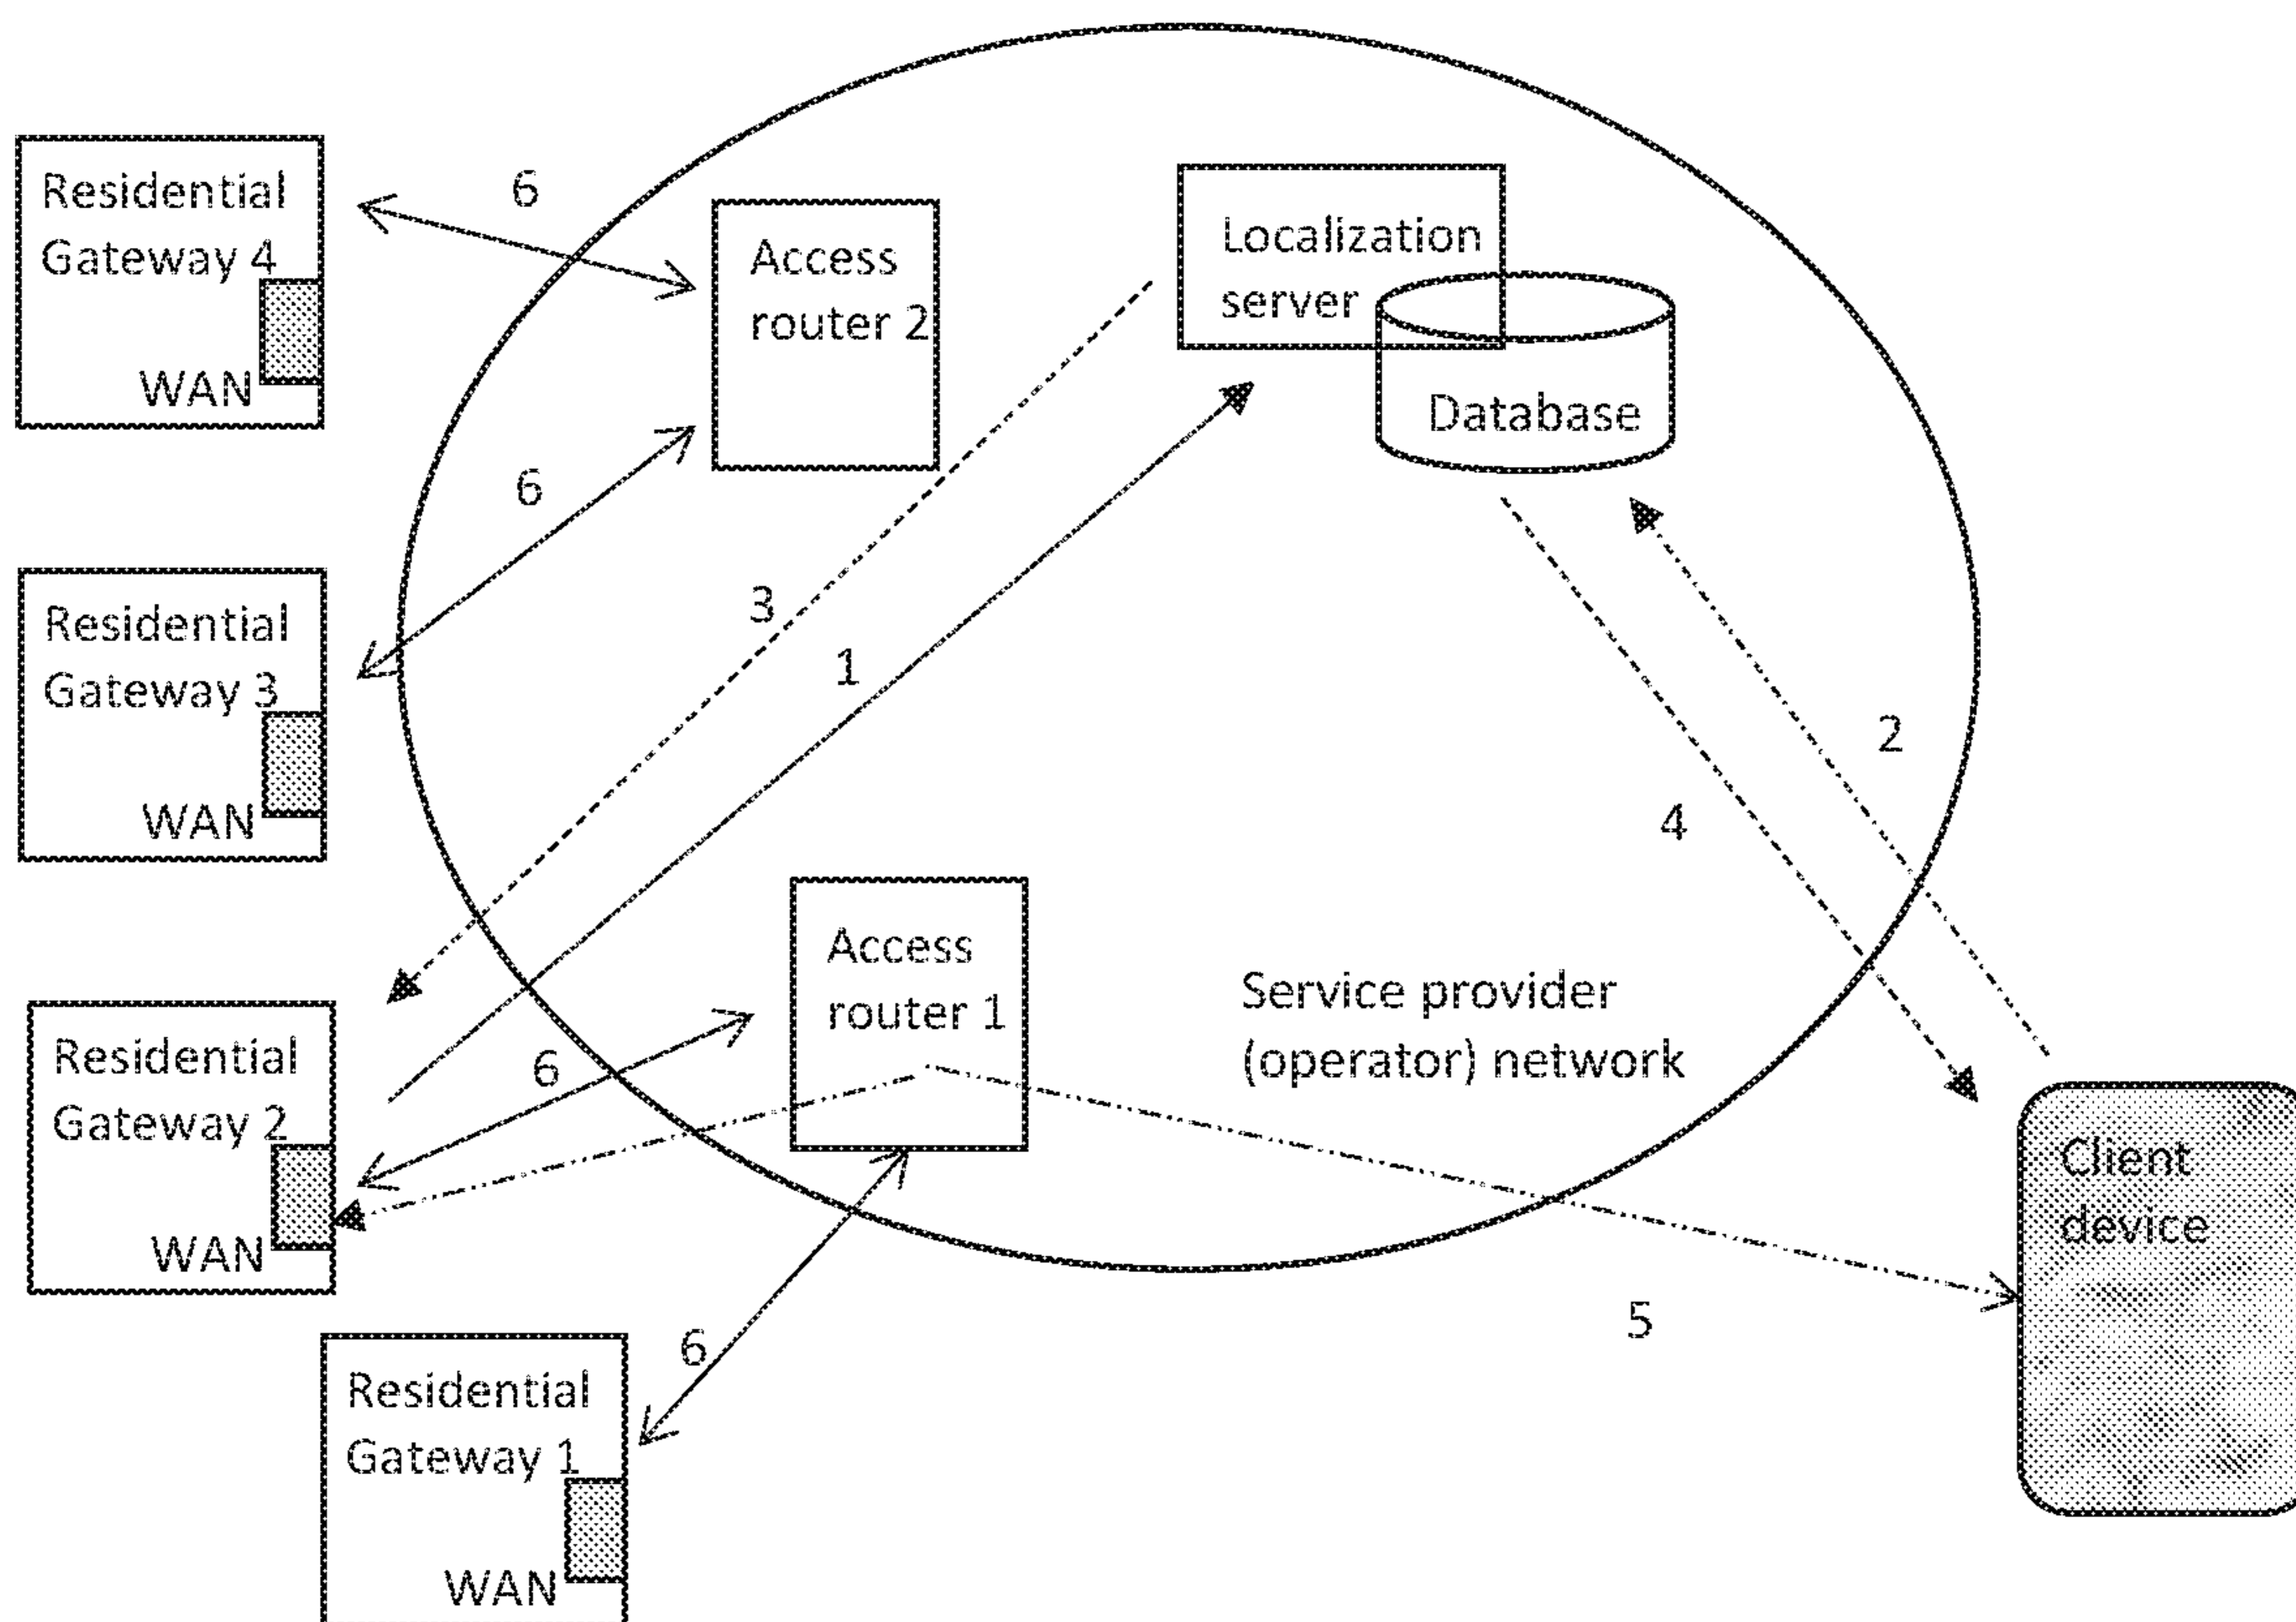 Residential
Gateway 4
WAN
6
Access
router 2
Localization
server
Database
6
Residential
Gateway 3
WAN
3
1
2
4
Access
router 1
Service provider
(operator) network
Residential
Gateway 2
WAN
6
Client
device
5
6
Residential
Gateway 1
WAN